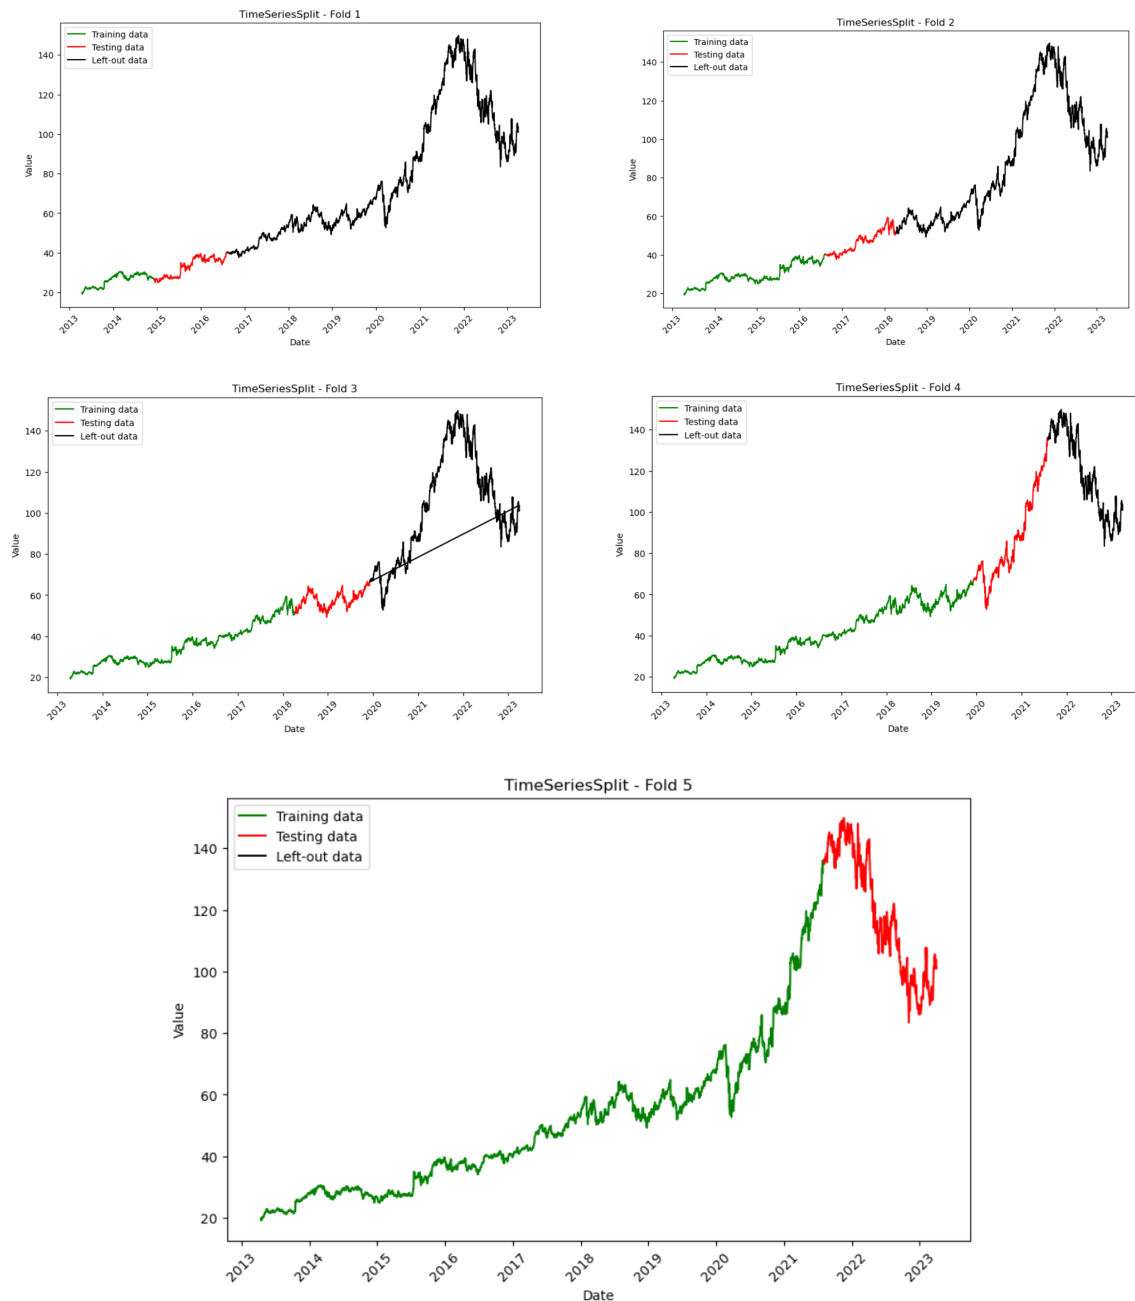 TimeSeriesSplit - Fold 1
Training data
Testing data
Left-out data
Value
140
120
100
80
60
40
20
2013 2014 2015 2016 2017 2018 2019 2020 2021 2022 2023
Date
TimeSeriesSplit - Fold 2
Training data
Testing data
Left-out data
Value
140
120
100
80
60
40
20
2013 2014 2015 2016 2017 2018 2019 2020 2021 2022 2023
Date
TimeSeriesSplit - Fold 3
Training data
Testing data
Left-out data
Value
140
120
100
80
60
40
20
2013 2014 2015 2016 2017 2018 2019 2020 2021 2022 2023
Date
TimeSeriesSplit - Fold 4
Training data
Testing data
Left-out data
Value
140
120
100
80
60
40
20
2013 2014 2015 2016 2017 2018 2019 2020 2021 2022 2023
Date
TimeSeriesSplit - Fold 5
Training data
Testing data
Left-out data
Value
140
120
100
80
60
40
20
2013 2014 2015 2016 2017 2018 2019 2020 2021 2022 2023
Date